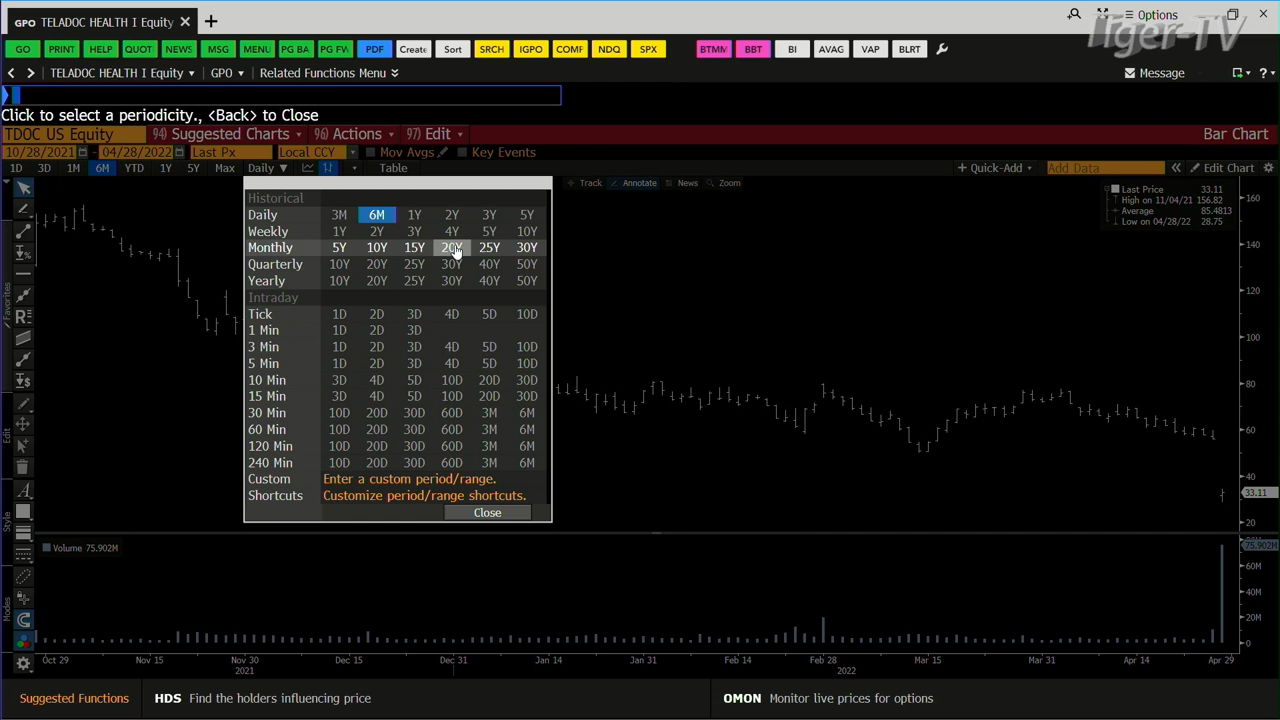 GPO TELADOC HEALTH I Equity
Options
Tiger-TV
GO PRINT HELP QUOT NEWS MSG MENU PG BA PG FW PDF Create Sort SRCH IGPO COMF NDQ SPX BTMM BBT BI AVAG VAP BLRT
TELADOC HEALTH I Equity GPO Related Functions Menu Message
Click to select a periodicity., <Back> to Close
TDOC US Equity 94) Suggested Charts 96) Actions 97) Edit Bar Chart
10/28/2021 - 04/28/2022 Last Px Local CCY Mov Avgs Key Events
1D 3D 1M 6M YTD 1Y 5Y Max Daily Table + Quick-Add Add Data Edit Chart
Track Annotate News Zoom
Last Price 33.11
High on 11/04/21 156.82
Average 85.4813
Low on 04/28/22 28.75
Historical
Daily 3M 6M 1Y 2Y 3Y 5Y
Weekly 1Y 2Y 3Y 4Y 5Y 10Y
Monthly 5Y 10Y 15Y 20Y 25Y 30Y
Quarterly 10Y 20Y 25Y 30Y 40Y 50Y
Yearly 10Y 20Y 25Y 30Y 40Y 50Y
Intraday
Tick 1D 2D 3D 4D 5D 10D
1 Min 1D 2D 3D
3 Min 1D 2D 3D 4D 5D 10D
5 Min 1D 2D 3D 4D 5D 10D
10 Min 3D 4D 5D 10D 20D 30D
15 Min 3D 4D 5D 10D 20D 30D
30 Min 10D 20D 30D 60D 3M 6M
60 Min 10D 20D 30D 60D 3M 6M
120 Min 10D 20D 30D 60D 3M 6M
240 Min 10D 20D 30D 60D 3M 6M
Custom Enter a custom period/range.
Shortcuts Customize period/range shortcuts.
Close
Favorites
Edit
Style
Modes
160
140
120
100
80
60
40
33.11
20
Volume 75.902M
75.902M
60M
40M
20M
0
Oct 29 Nov 15 Nov 30 Dec 15 Dec 31 Jan 14 Jan 31 Feb 14 Feb 28 Mar 15 Mar 31 Apr 14 Apr 29
2021 2022
Suggested Functions HDS Find the holders influencing price OMON Monitor live prices for options